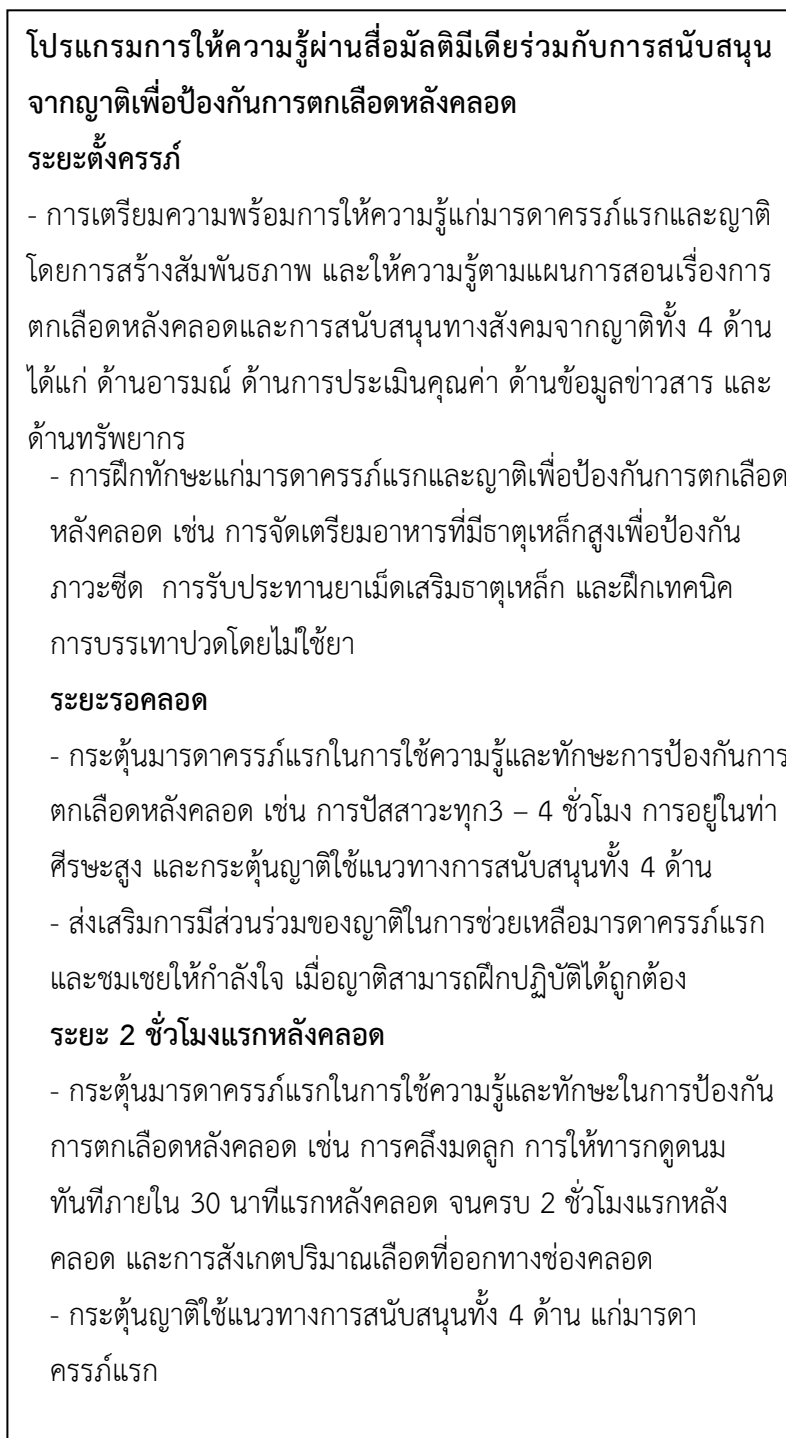 โปรแกรมการให้ความรู้ผ่านสื่อมัลติมีเดียร่วมกับการสนับสนุน
จากญาติเพื่อป้องกันการตกเลือดหลังคลอด
ระยะตั้งครรภ์
- การเตรียมความพร้อมการให้ความรู้แก่มารดาครรภ์แรกและญาติ
โดยการสร้างสัมพันธภาพ และให้ความรู้ตามแผนการสอนเรื่องการ
ตกเลือดหลังคลอดและการสนับสนุนทางสังคมจากญาติทั้ง 4 ด้าน
ได้แก่ ด้านอารมณ์ ด้านการประเมินคุณค่า ด้านข้อมูลข่าวสาร และ
ด้านทรัพยากร
- การฝึกทักษะแก่มารดาครรภ์แรกและญาติเพื่อป้องกันการตกเลือด
หลังคลอด เช่น การจัดเตรียมอาหารที่มีธาตุเหล็กสูงเพื่อป้องกัน
ภาวะซีด การรับประทานยาเม็ดเสริมธาตุเหล็ก และฝึกเทคนิค
การบรรเทาปวดโดยไม่ใช้ยา
ระยะรอคลอด
- กระตุ้นมารดาครรภ์แรกในการใช้ความรู้และทักษะการป้องกันการ
ตกเลือดหลังคลอด เช่น การปัสสาวะทุก3 – 4 ชั่วโมง การอยู่ในท่า
ศีรษะสูง และกระตุ้นญาติใช้แนวทางการสนับสนุนทั้ง 4 ด้าน
- ส่งเสริมการมีส่วนร่วมของญาติในการช่วยเหลือมารดาครรภ์แรก
และชมเชยให้กำลังใจ เมื่อญาติสามารถฝึกปฏิบัติได้ถูกต้อง
ระยะ 2 ชั่วโมงแรกหลังคลอด
- กระตุ้นมารดาครรภ์แรกในการใช้ความรู้และทักษะในการป้องกัน
การตกเลือดหลังคลอด เช่น การคลึงมดลูก การให้ทารกดูดนม
ทันทีภายใน 30 นาทีแรกหลังคลอด จนครบ 2 ชั่วโมงแรกหลัง
คลอด และการสังเกตปริมาณเลือดที่ออกทางช่องคลอด
- กระตุ้นญาติใช้แนวทางการสนับสนุนทั้ง 4 ด้าน แก่มารดา
ครรภ์แรก